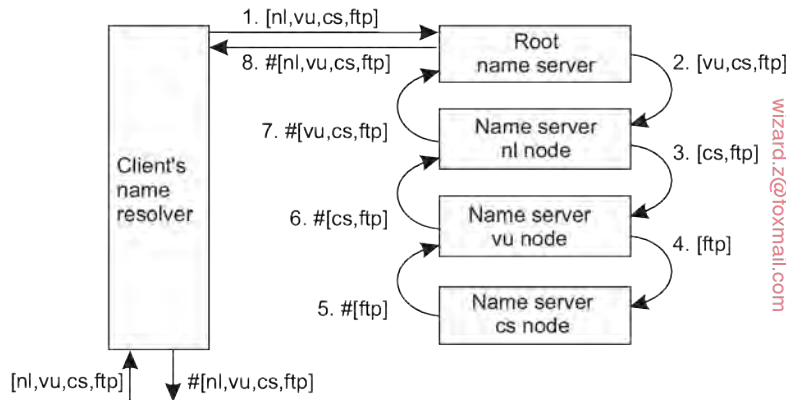 1. [nl,vu,cs,ftp]
8. #[nl,vu,cs,ftp]
Root
name server
2. [vu,cs,ftp]
7. #[vu,cs,ftp]
Name server
nl node
3. [cs,ftp]
Client's
name
resolver
6. #[cs,ftp]
Name server
vu node
4. [ftp]
5. #[ftp]
Name server
cs node
[nl,vu,cs,ftp]
#[nl,vu,cs,ftp]
wizard.z@foxmail.com